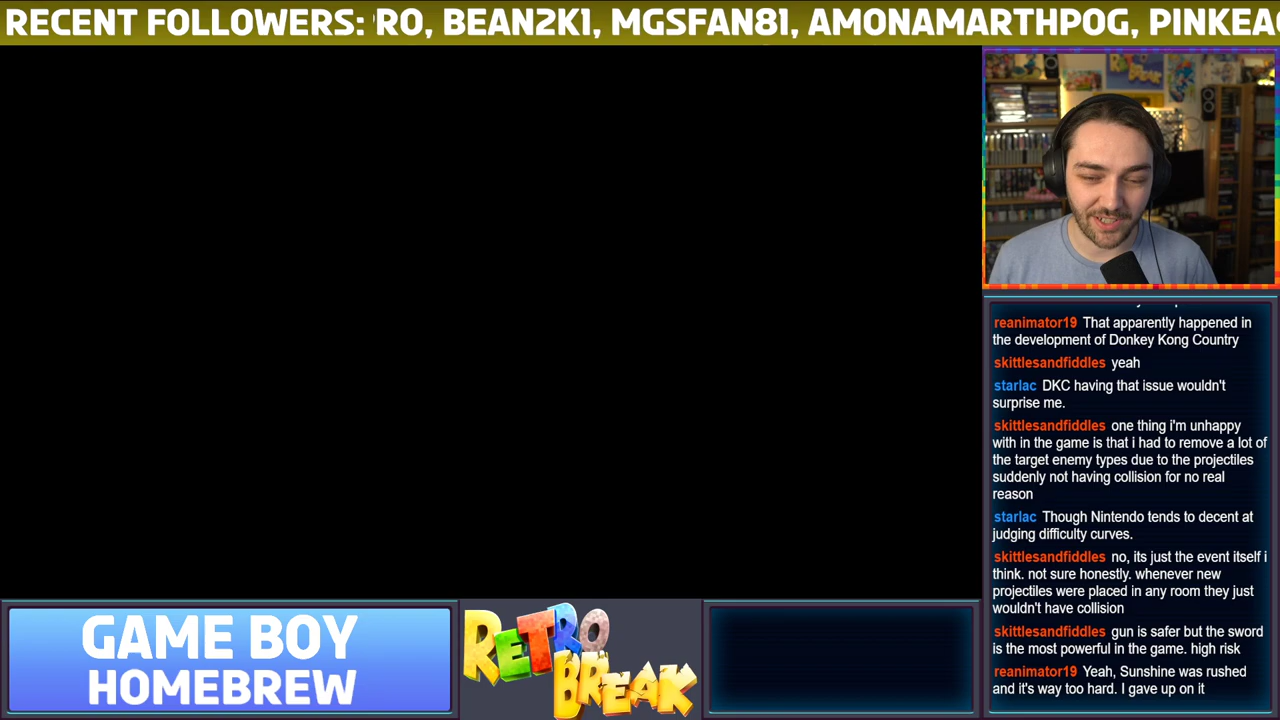 RECENT FOLLOWERS: RO, BEAN2K1, MGSFAN81, AMONAMARTHPOG, PINKEA
reanimator19 That apparently happened in
the development of Donkey Kong Country
skittlesandfiddles yeah
starlac DKC having that issue wouldn't
surprise me.
skittlesandfiddles one thing i'm unhappy
with in the game is that i had to remove a lot of
the target enemy types due to the projectiles
suddenly not having collision for no real
reason
starlac Though Nintendo tends to decent at
judging difficulty curves.
skittlesandfiddles no, its just the event itself i
think. not sure honestly. whenever new
projectiles were placed in any room they just
wouldn't have collision
skittlesandfiddles gun is safer but the sword
is the most powerful in the game. high risk
reanimator19 Yeah, Sunshine was rushed
and it's way too hard. I gave up on it
GAME BOY
HOMEBREW
RETRO
BREAK